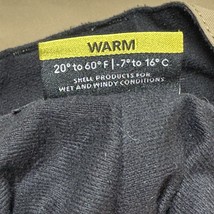 WARM
20° to 60° F | -7° to 16° C
SHELL PRODUCTS FOR
WET AND WINDY CONDITIONS